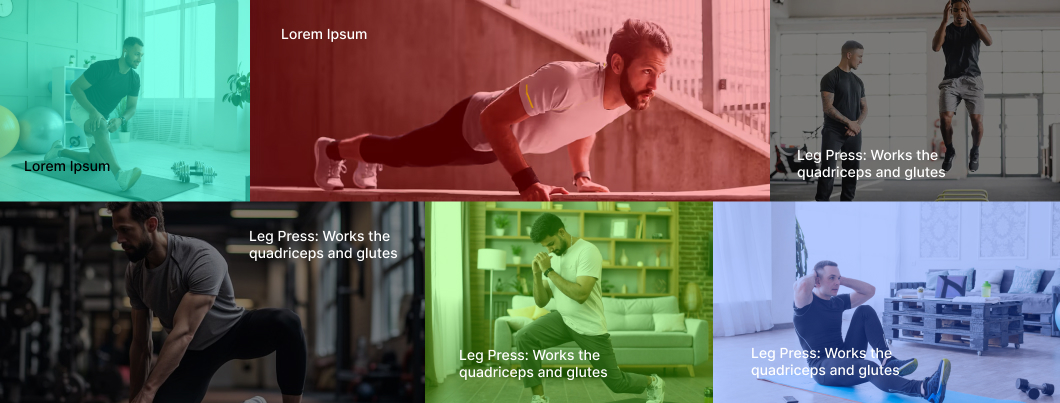 Lorem Ipsum
Lorem Ipsum
Leg Press: Works the
quadriceps and glutes
Leg Press: Works the
quadriceps and glutes
Leg Press: Works the
quadriceps and glutes
Leg Press: Works the
quadriceps and glutes